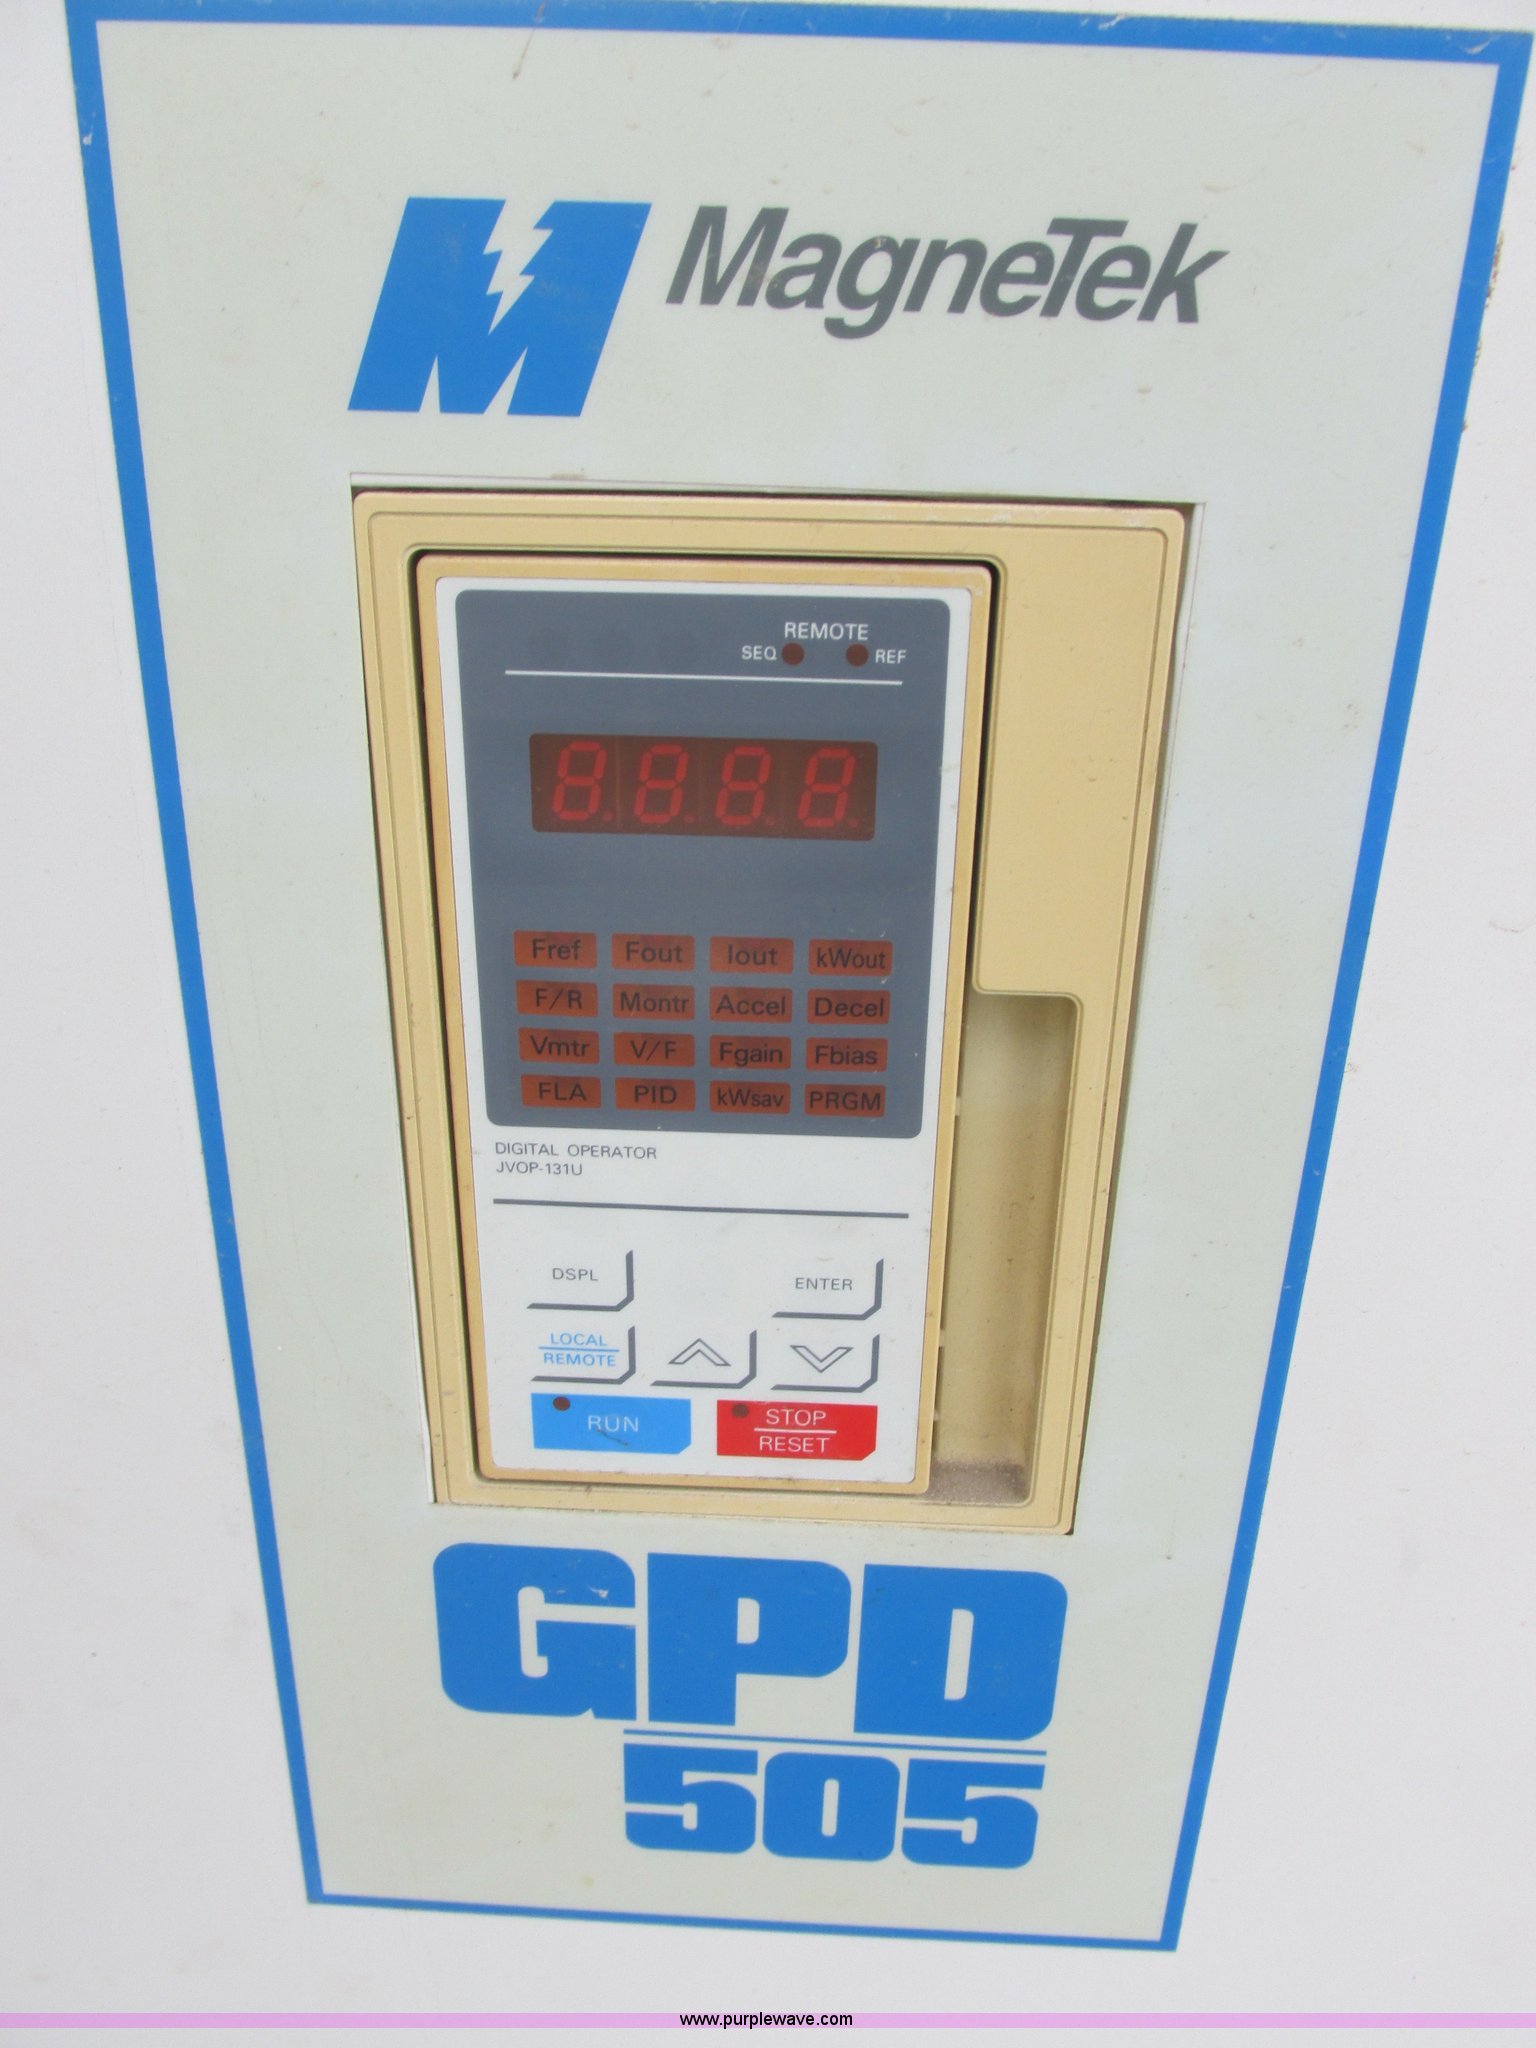 MagneTek
REMOTE
SEQ REF
8.8.8.8.
Fref Fout Iout kWout
F/R Montr Accel Decel
Vmtr V/F Fgain Fbias
FLA PID kWsav PRGM
DIGITAL OPERATOR
JVOP-131U
DSPL ENTER
LOCAL
REMOTE
RUN
STOP
RESET
GPD
505
www.purplewave.com